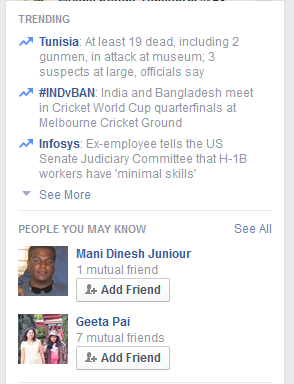 TRENDING
Tunisia: At least 19 dead, including 2
gunmen, in attack at museum; 3
suspects at large, officials say
#INDvBAN: India and Bangladesh meet
in Cricket World Cup quarterfinals at
Melbourne Cricket Ground
Infosys: Ex-employee tells the US
Senate Judiciary Committee that H-1B
workers have 'minimal skills'
See More
PEOPLE YOU MAY KNOW See All
Mani Dinesh Juniour
1 mutual friend
Add Friend
Geeta Pai
7 mutual friends
Add Friend